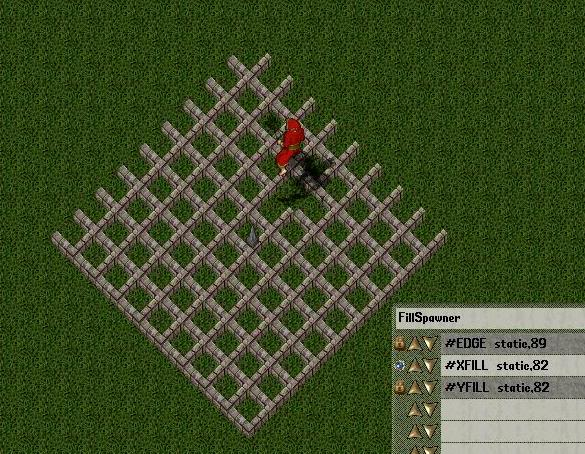 FillSpawner
#EDGE static,89
#XFILL static,82
#YFILL static,82